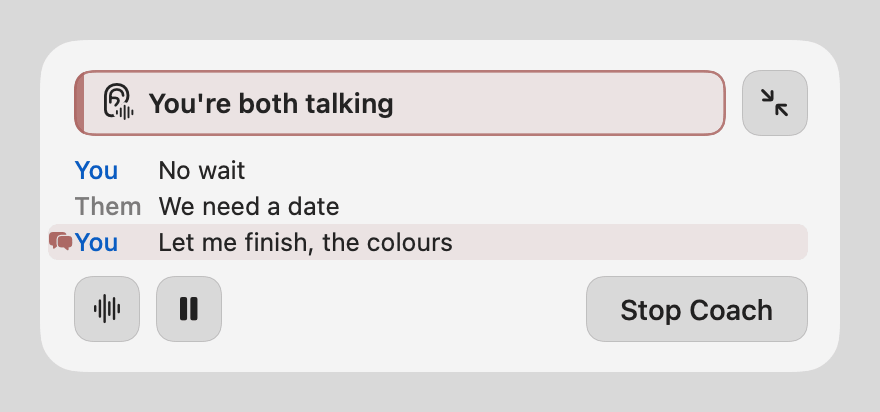 You're both talking
You No wait
Them We need a date
You Let me finish, the colours
Stop Coach